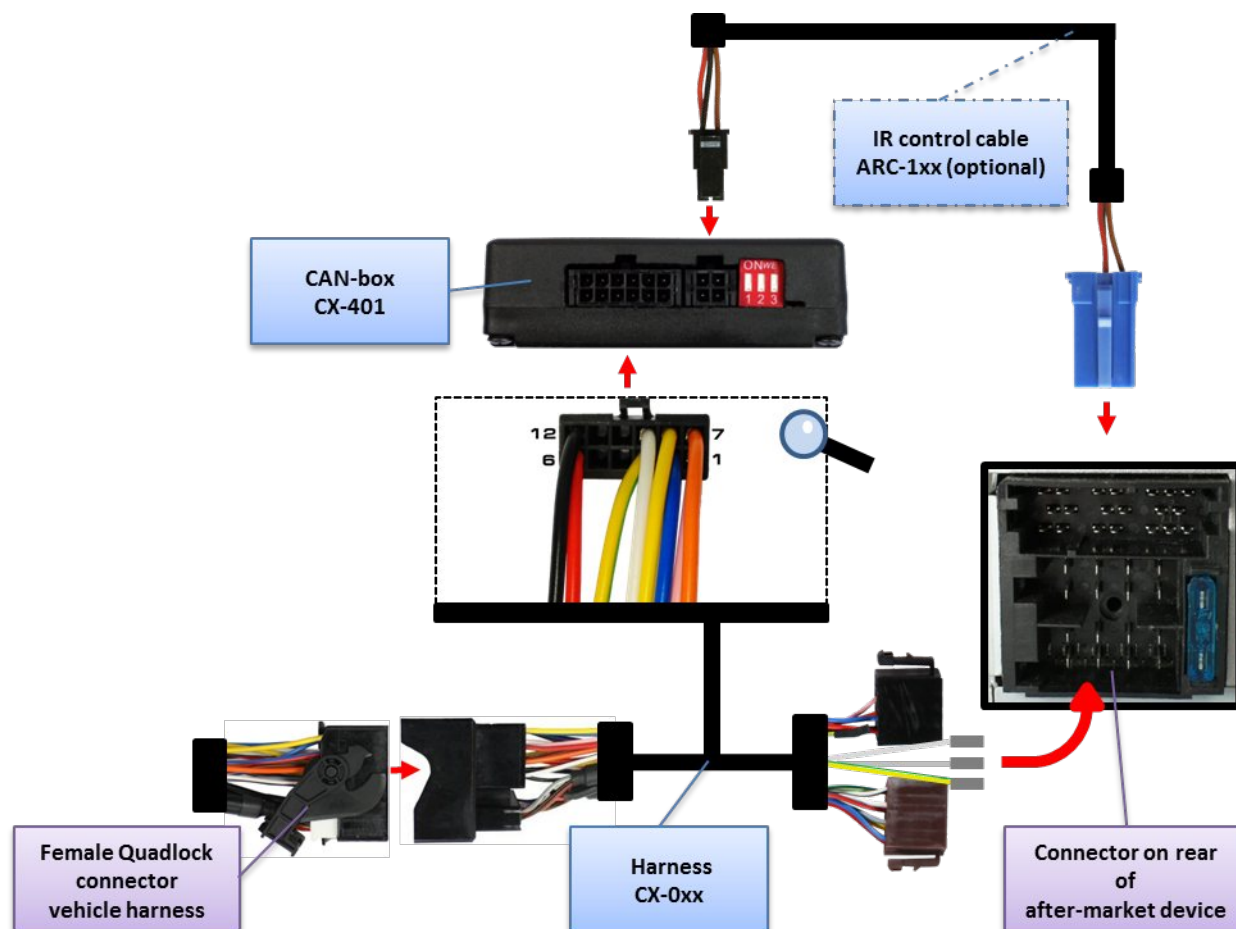 IR control cable
ARC-1xx (optional)
CAN-box
CX-401
ON WE
1 2 3
12
7
6
1
Female Quadlock
connector
vehicle harness
Harness
CX-0xx
Connector on rear
of
after-market device